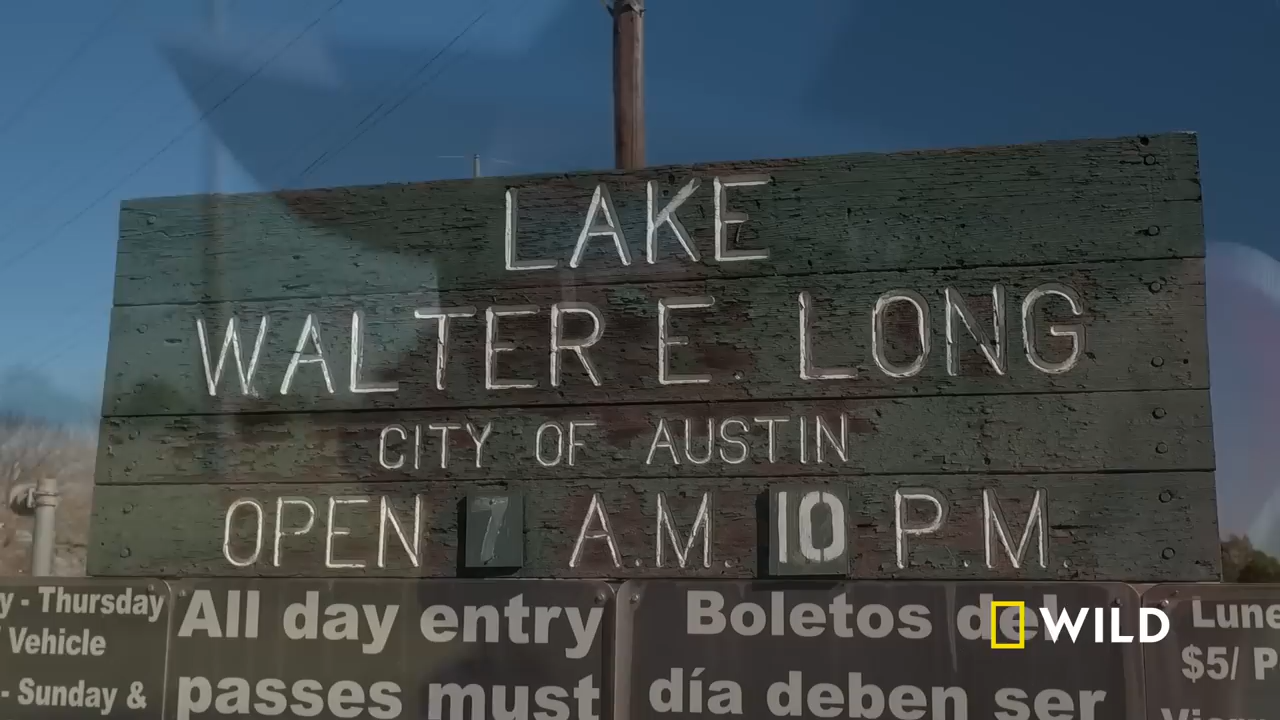 LAKE
WALTER E. LONG
CITY OF AUSTIN
OPEN 7 A.M. 10 P.M.
y - Thursday
Vehicle
- Sunday &
All day entry
passes must
Boletos del
día deben ser
Lune
$5/ P
WILD